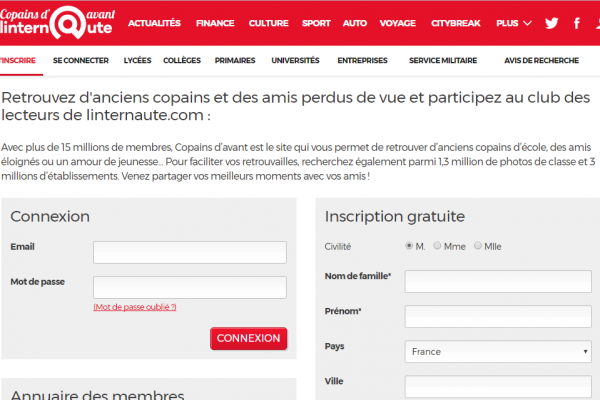 Copains d'avant
linternaute
ACTUALITÉS FINANCE CULTURE SPORT AUTO VOYAGE CITYBREAK PLUS
S'INSCRIRE SE CONNECTER LYCÉES COLLÈGES PRIMAIRES UNIVERSITÉS ENTREPRISES SERVICE MILITAIRE AVIS DE RECHERCHE
Retrouvez d'anciens copains et des amis perdus de vue et participez au club des
lecteurs de linternaute.com :
Avec plus de 15 millions de membres, Copains d'avant est le site qui vous permet de retrouver d'anciens copains d'école, des amis
éloignés ou un amour de jeunesse... Pour faciliter vos retrouvailles, recherchez également parmi 1,3 million de photos de classe et 3
millions d'établissements. Venez partager vos meilleurs moments avec vos amis !
Connexion
Email
Mot de passe
(Mot de passe oublié ?)
CONNEXION
Inscription gratuite
Civilité M. Mme Mlle
Nom de famille*
Prénom*
Pays France
Ville
Annuaire des membres